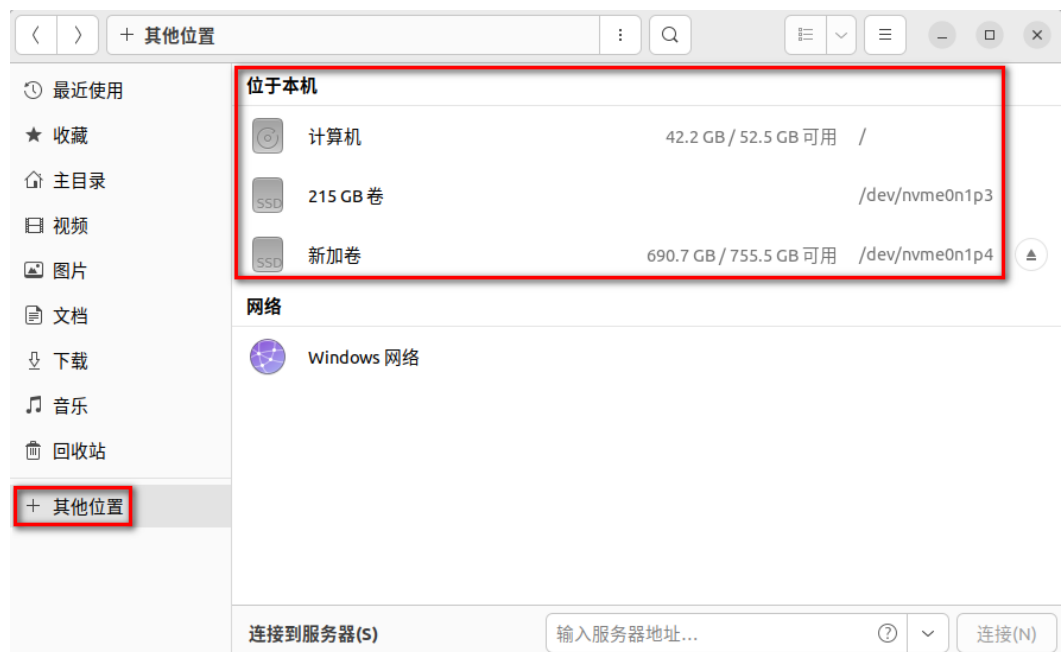 其他位置
最近使用
收藏
主目录
视频
图片
文档
下载
音乐
回收站
其他位置
位于本机
计算机 42.2 GB / 52.5 GB 可用 /
SSD 215 GB 卷 /dev/nvme0n1p3
SSD 新加卷 690.7 GB / 755.5 GB 可用 /dev/nvme0n1p4
网络
Windows 网络
连接到服务器(S) 输入服务器地址... 连接(N)